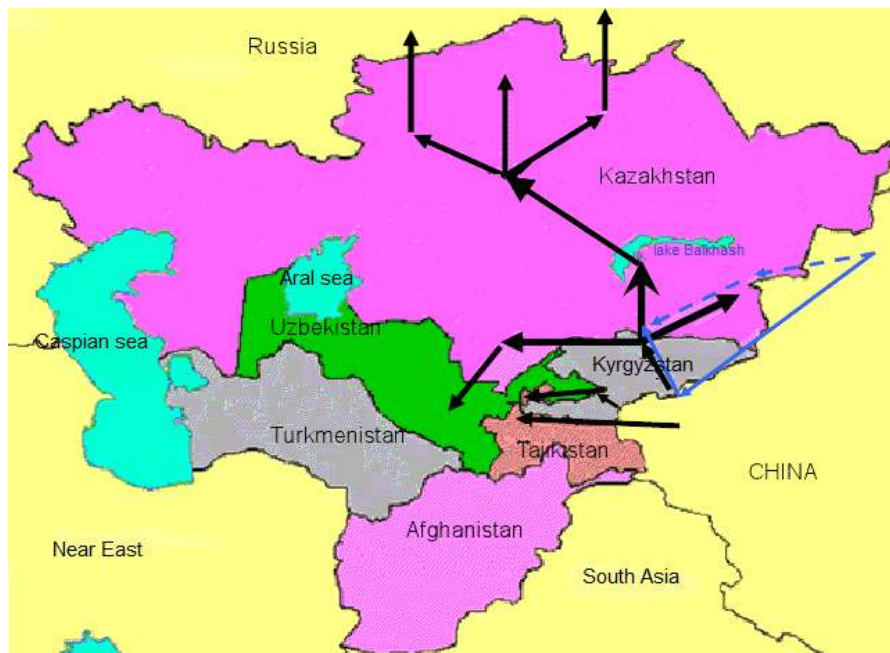 Russia
Kazakhstan
lake Balkhash
Aral sea
Uzbekistan
Caspian sea
Kyrgyzstan
Turkmenistan
Tajikistan
CHINA
Afghanistan
Near East
South Asia